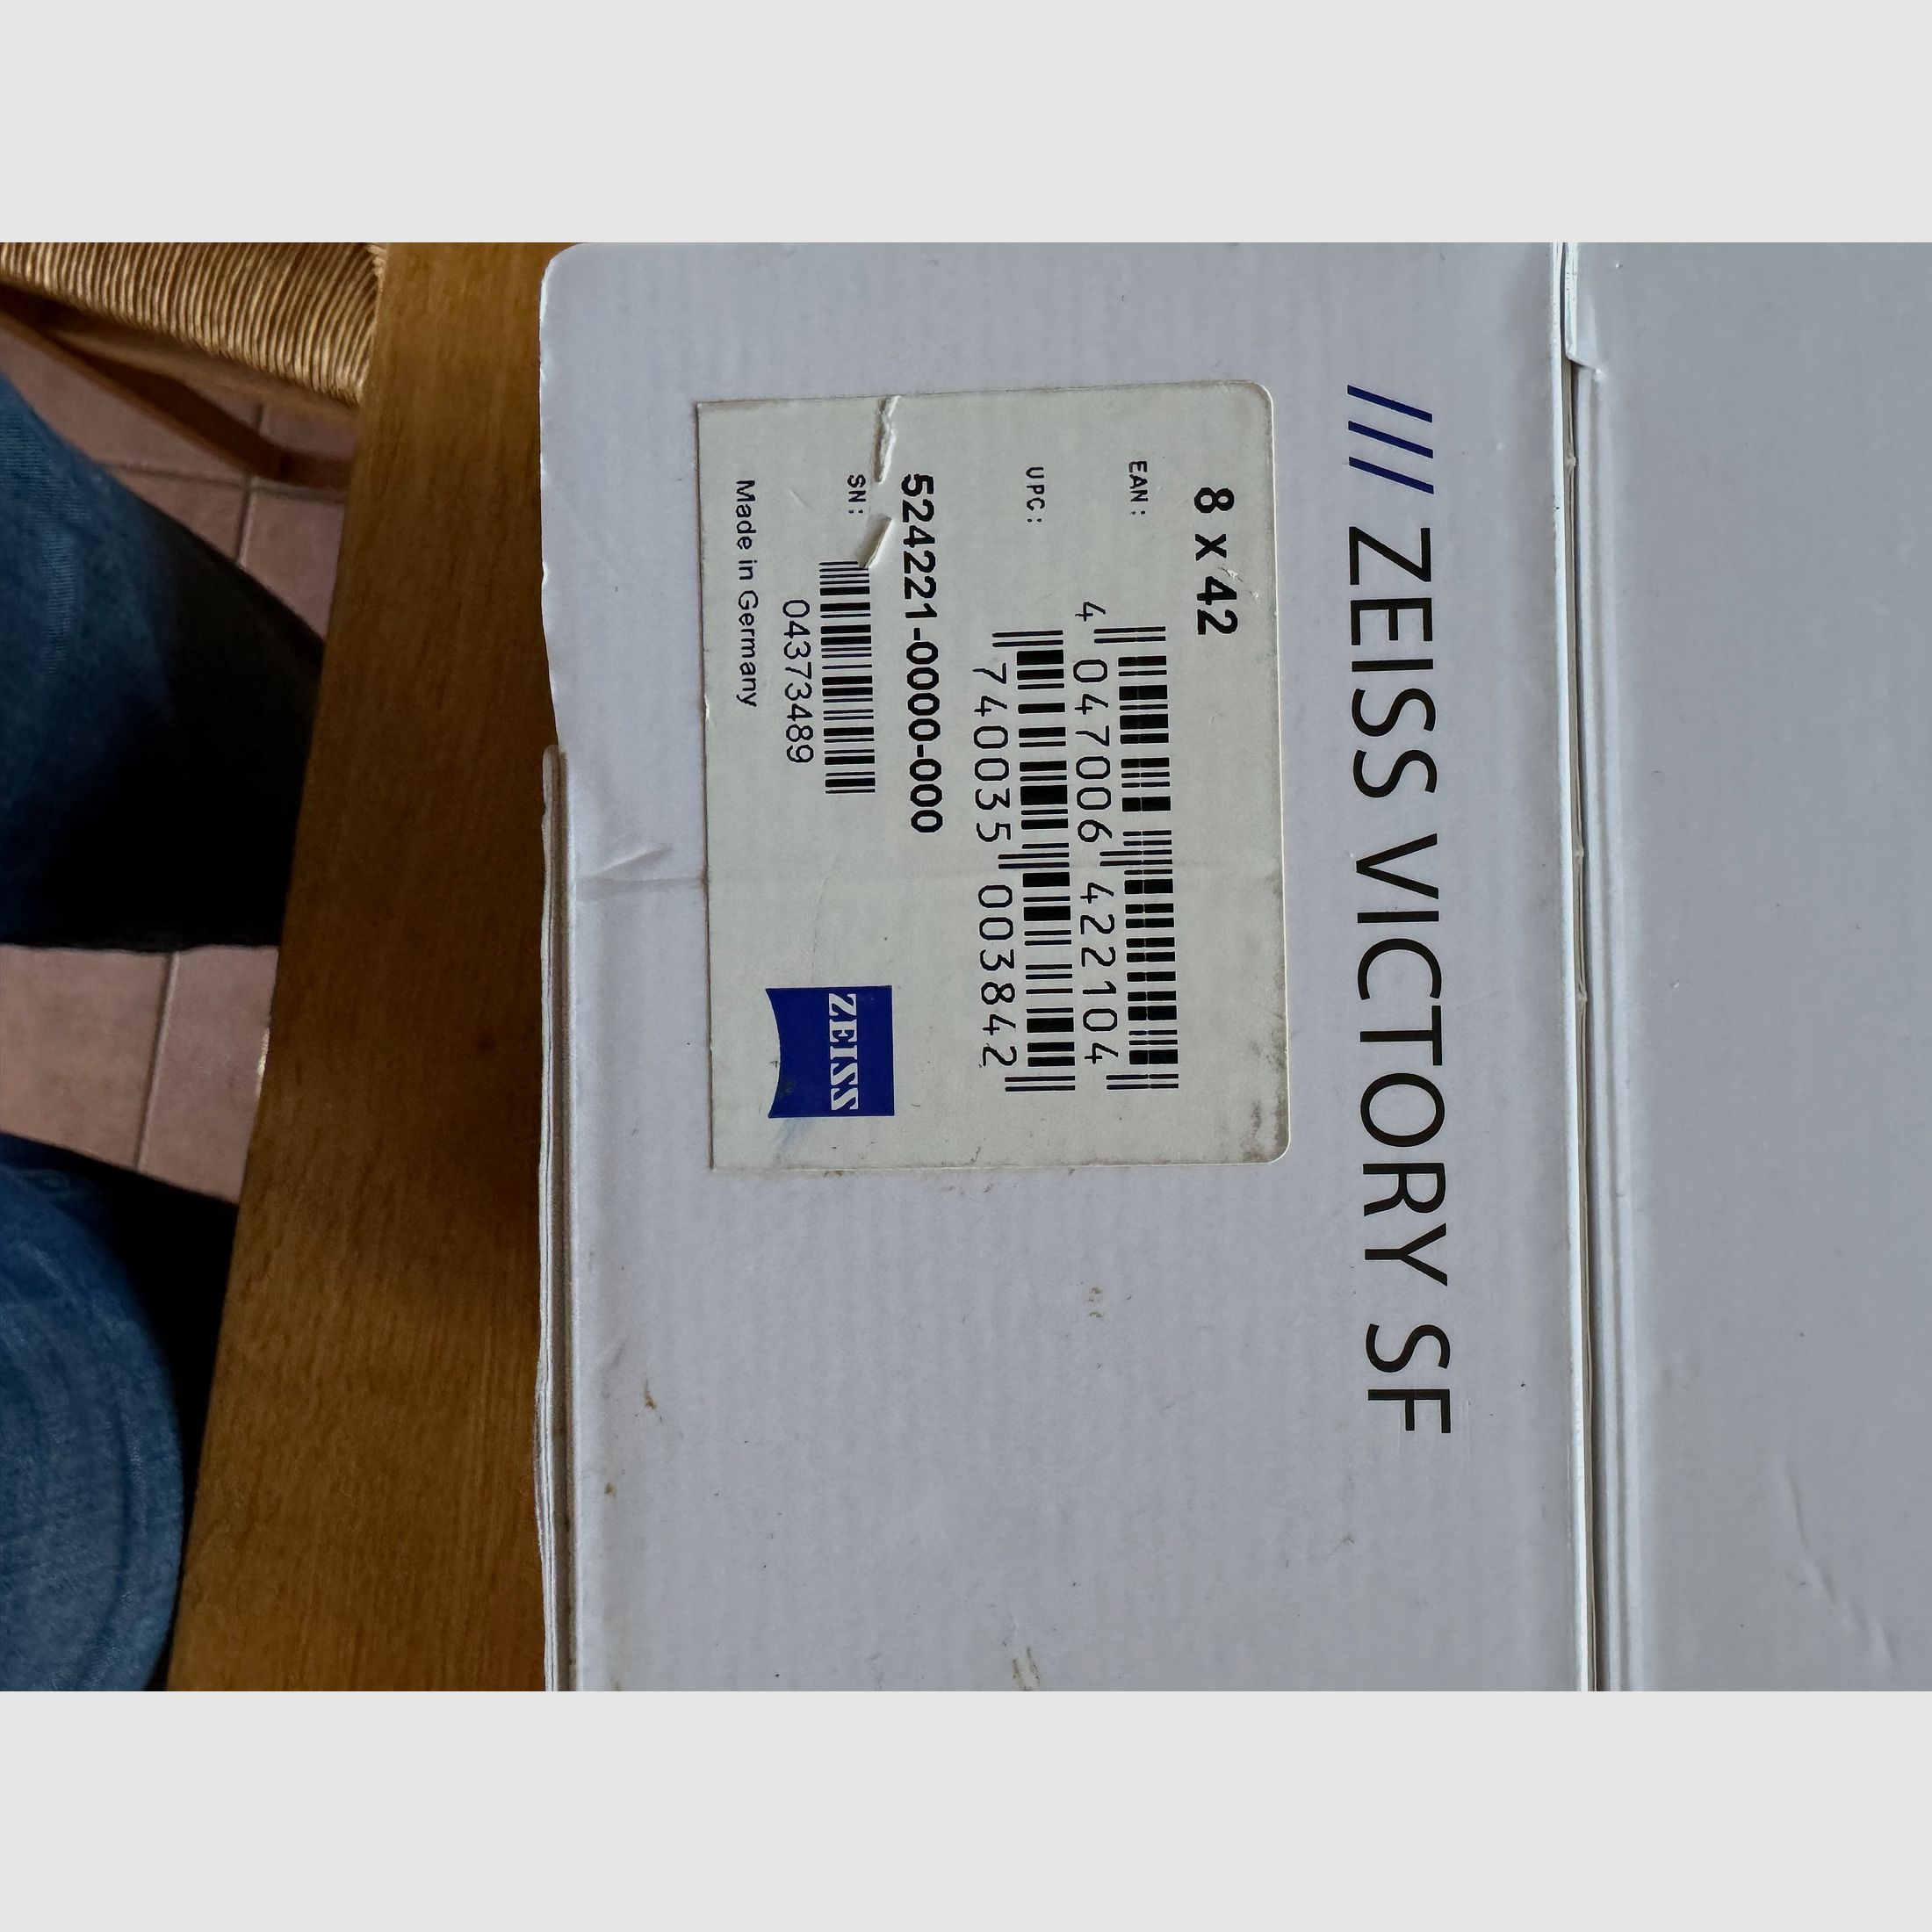 /// ZEISS VICTORY SF
8 x 42
EAN:
4 047006 422104
UPC:
740035 003842
524221-0000-000
SN:
04373489
Made in Germany
ZEISS